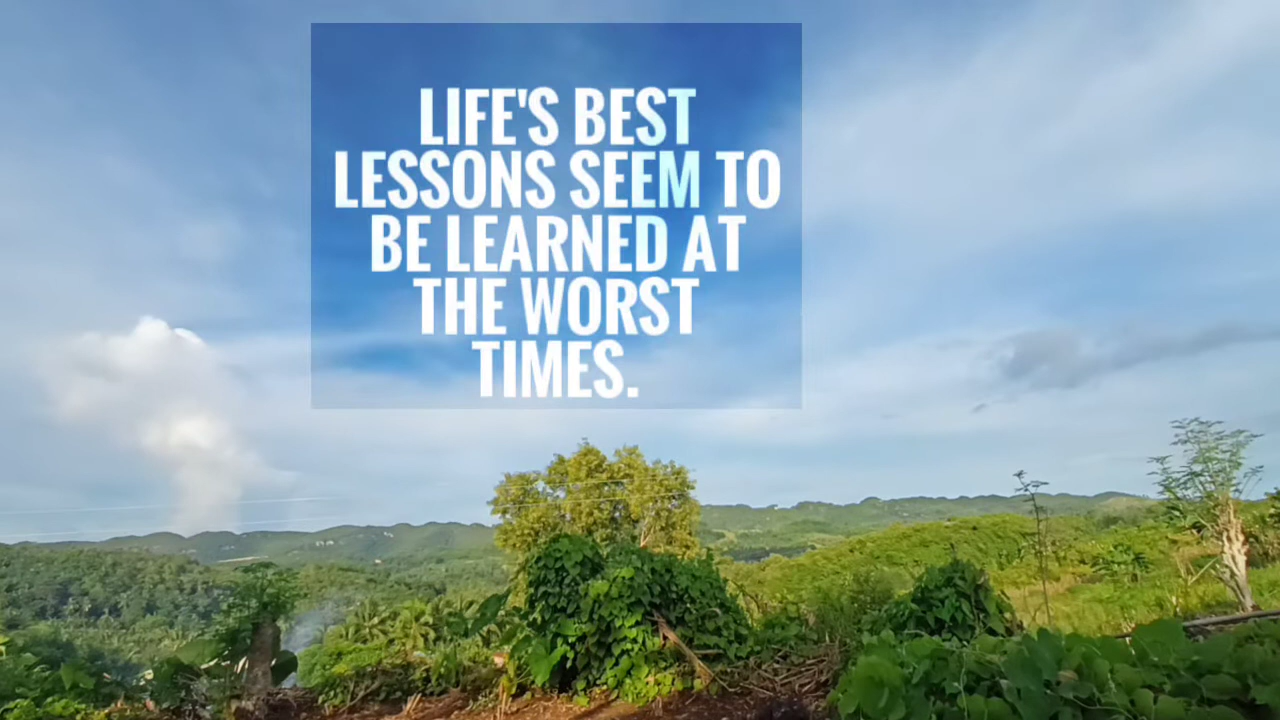 LIFE'S BEST
LESSONS SEEM TO
BE LEARNED AT
THE WORST
TIMES.